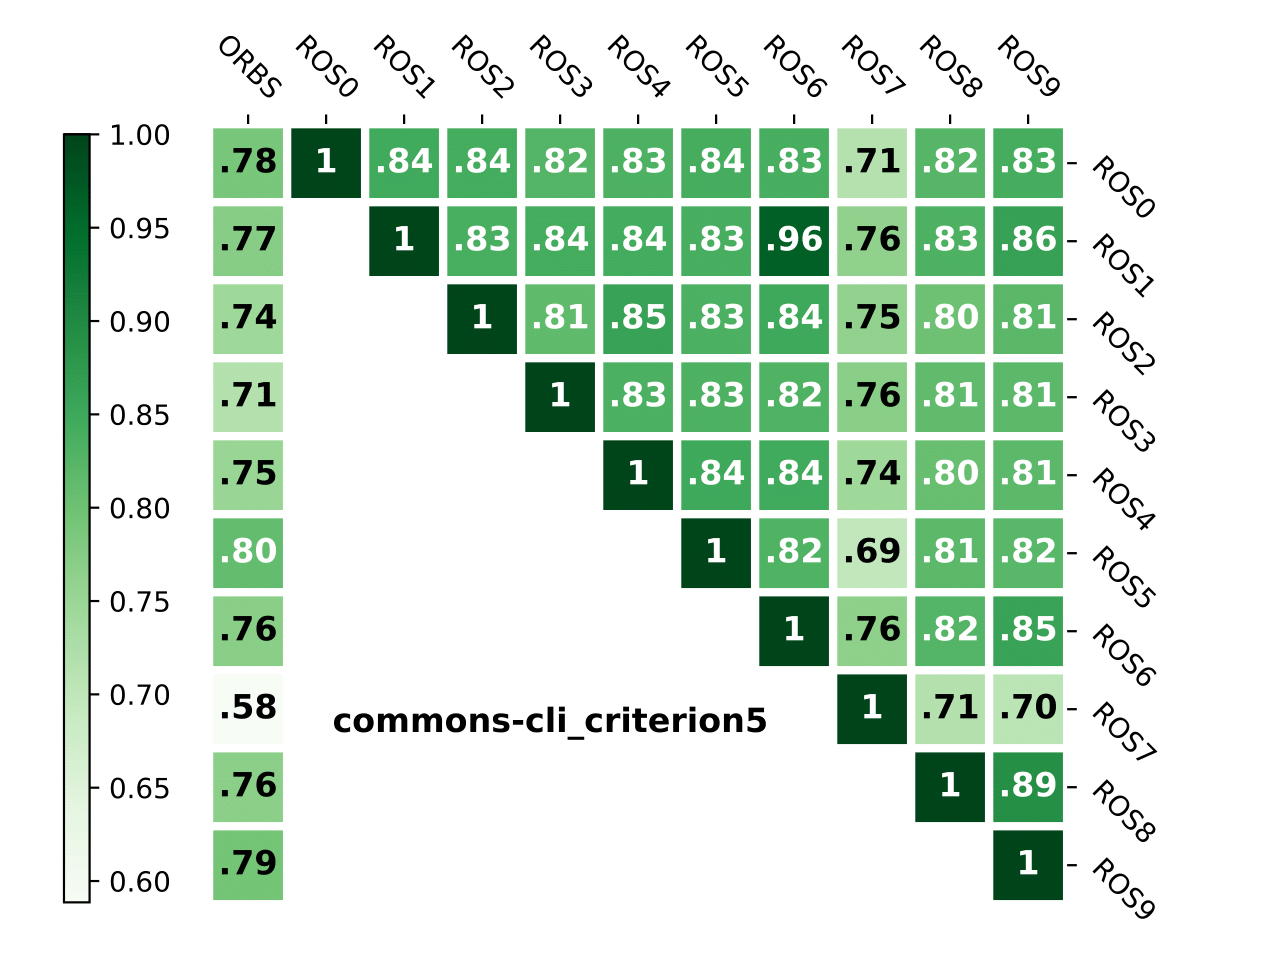 ORBS ROS0 ROS1 ROS2 ROS3 ROS4 ROS5 ROS6 ROS7 ROS8 ROS9
1.00
0.95
0.90
0.85
0.80
0.75
0.70
0.65
0.60
.78 1 .84 .84 .82 .83 .84 .83 .71 .82 .83 ROS0
.77 1 .83 .84 .84 .83 .96 .76 .83 .86 ROS1
.74 1 .81 .85 .83 .84 .75 .80 .81 ROS2
.71 1 .83 .83 .82 .76 .81 .81 ROS3
.75 1 .84 .84 .74 .80 .81 ROS4
.80 1 .82 .69 .81 .82 ROS5
.76 1 .76 .82 .85 ROS6
.58 1 .71 .70 ROS7
commons-cli_criterion5
.76 1 .89 ROS8
.79 1 ROS9